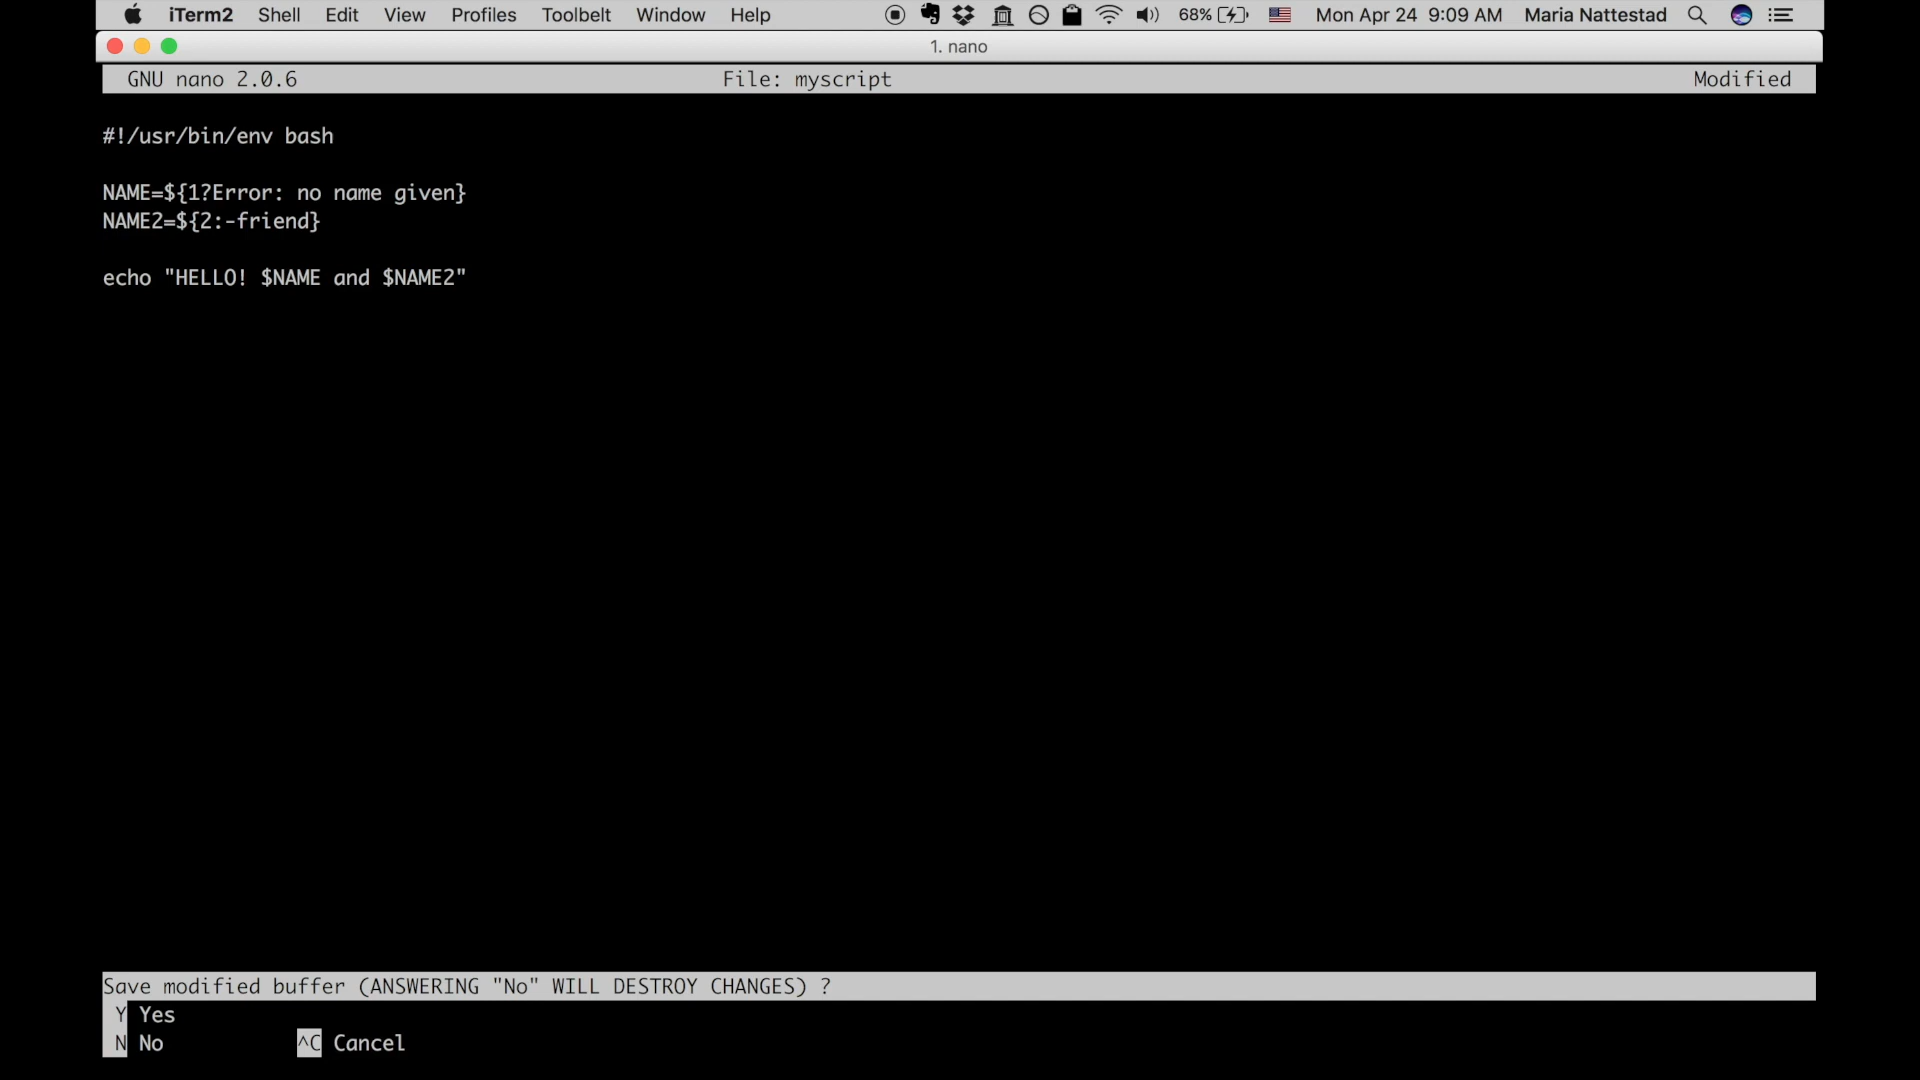 iTerm2 Shell Edit View Profiles Toolbelt Window Help 68% Mon Apr 24 9:09 AM Maria Nattestad
1. nano
GNU nano 2.0.6 File: myscript Modified
#!/usr/bin/env bash
NAME=${1?Error: no name given}
NAME2=${2:-friend}
echo "HELLO! $NAME and $NAME2"
Save modified buffer (ANSWERING "No" WILL DESTROY CHANGES) ?
Y Yes
N No ^C Cancel